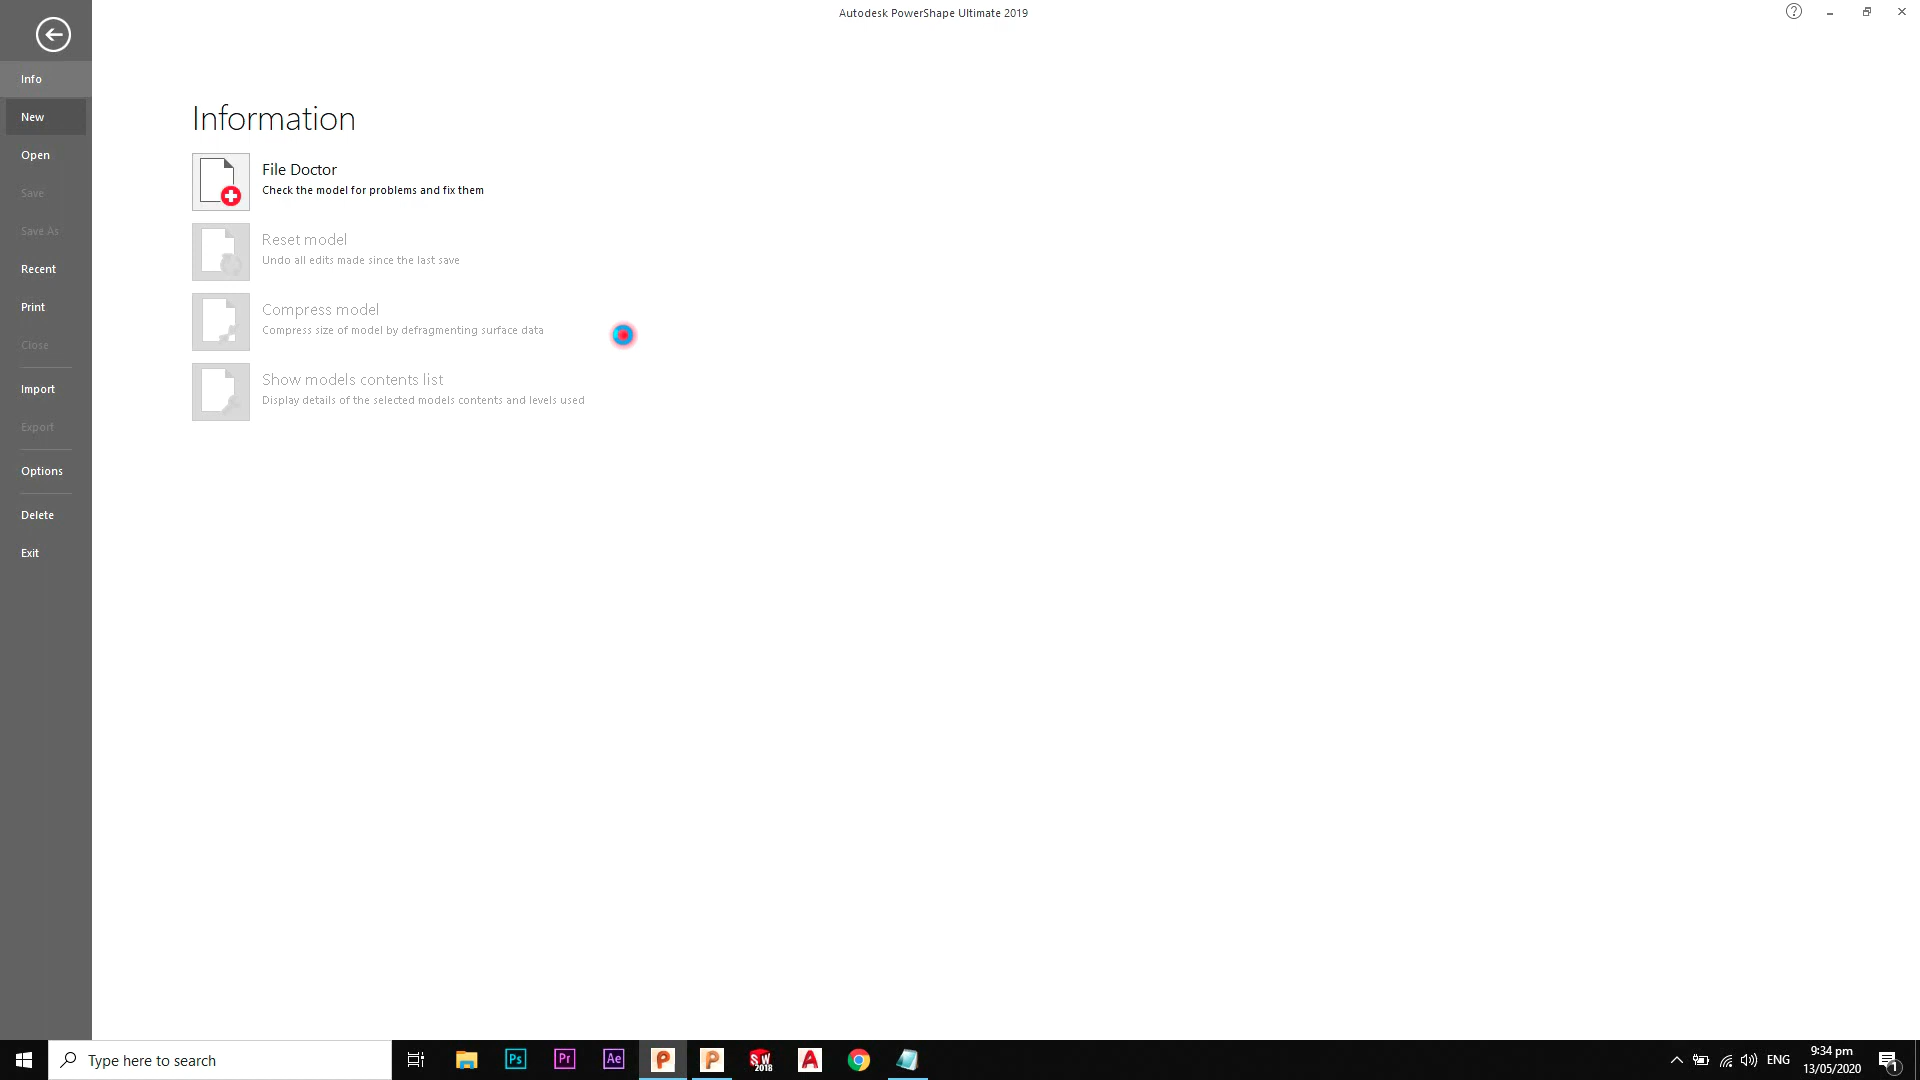 Autodesk PowerShape Ultimate 2019
Info
New
Open
Save
Save As
Recent
Print
Close
Import
Export
Options
Delete
Exit
Information
File Doctor
Check the model for problems and fix them
Reset model
Undo all edits made since the last save
Compress model
Compress size of model by defragmenting surface data
Show models contents list
Display details of the selected models contents and levels used
Type here to search
Ps
Pr
Ae
P
P
SW
2018
A
ENG
9:34 pm
13/05/2020
1